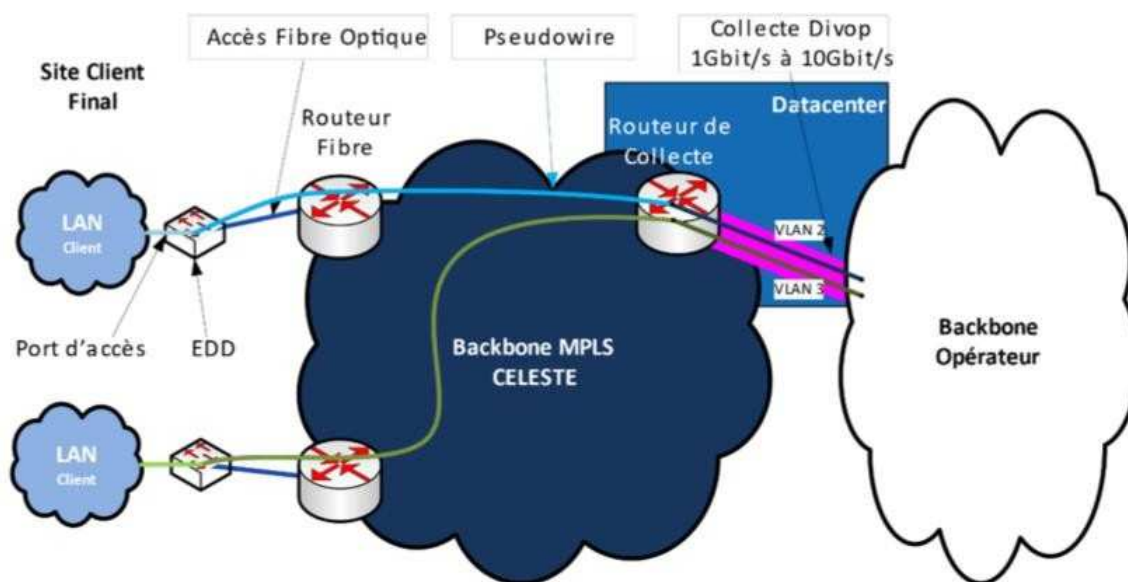 Accès Fibre Optique
Pseudowire
Collecte Divop
1Gbit/s à 10Gbit/s
Site Client
Final
Datacenter
Routeur
Fibre
Routeur de
Collecte
LAN
Client
VLAN 2
VLAN 3
Port d’accès
EDD
Backbone MPLS
CELESTE
Backbone
Opérateur
LAN
Client